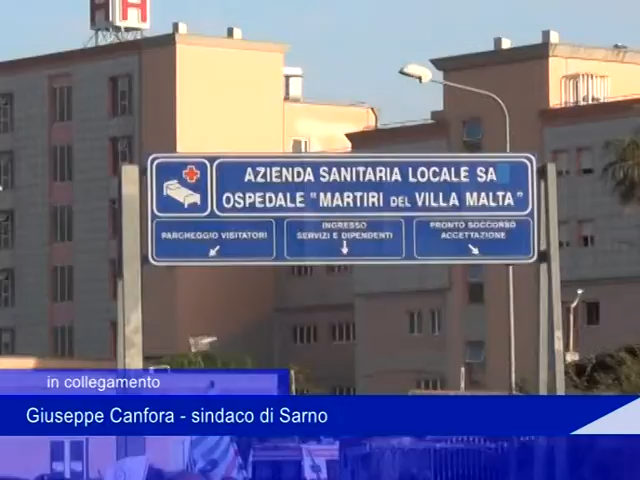 H H
AZIENDA SANITARIA LOCALE SA
OSPEDALE "MARTIRI DEL VILLA MALTA"
PARCHEGGIO VISITATORI
INGRESSO
SERVIZI E DIPENDENTI
PRONTO SOCCORSO
ACCETTAZIONE
in collegamento
Giuseppe Canfora - sindaco di Sarno